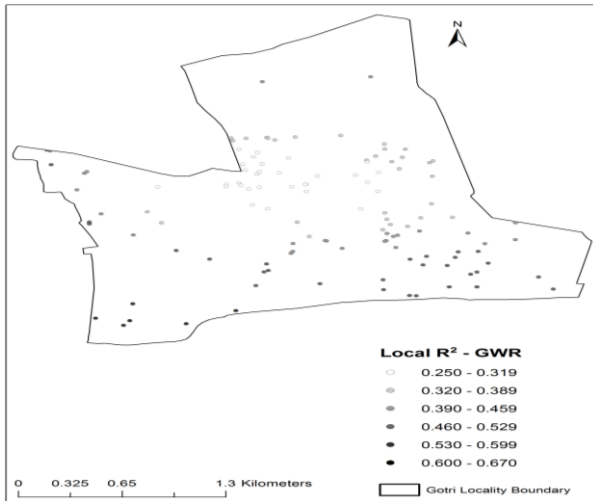 N
Local R² - GWR
0.250 - 0.319
0.320 - 0.389
0.390 - 0.459
0.460 - 0.529
0.530 - 0.599
0.600 - 0.670
Gotri Locality Boundary
0 0.325 0.65 1.3 Kilometers